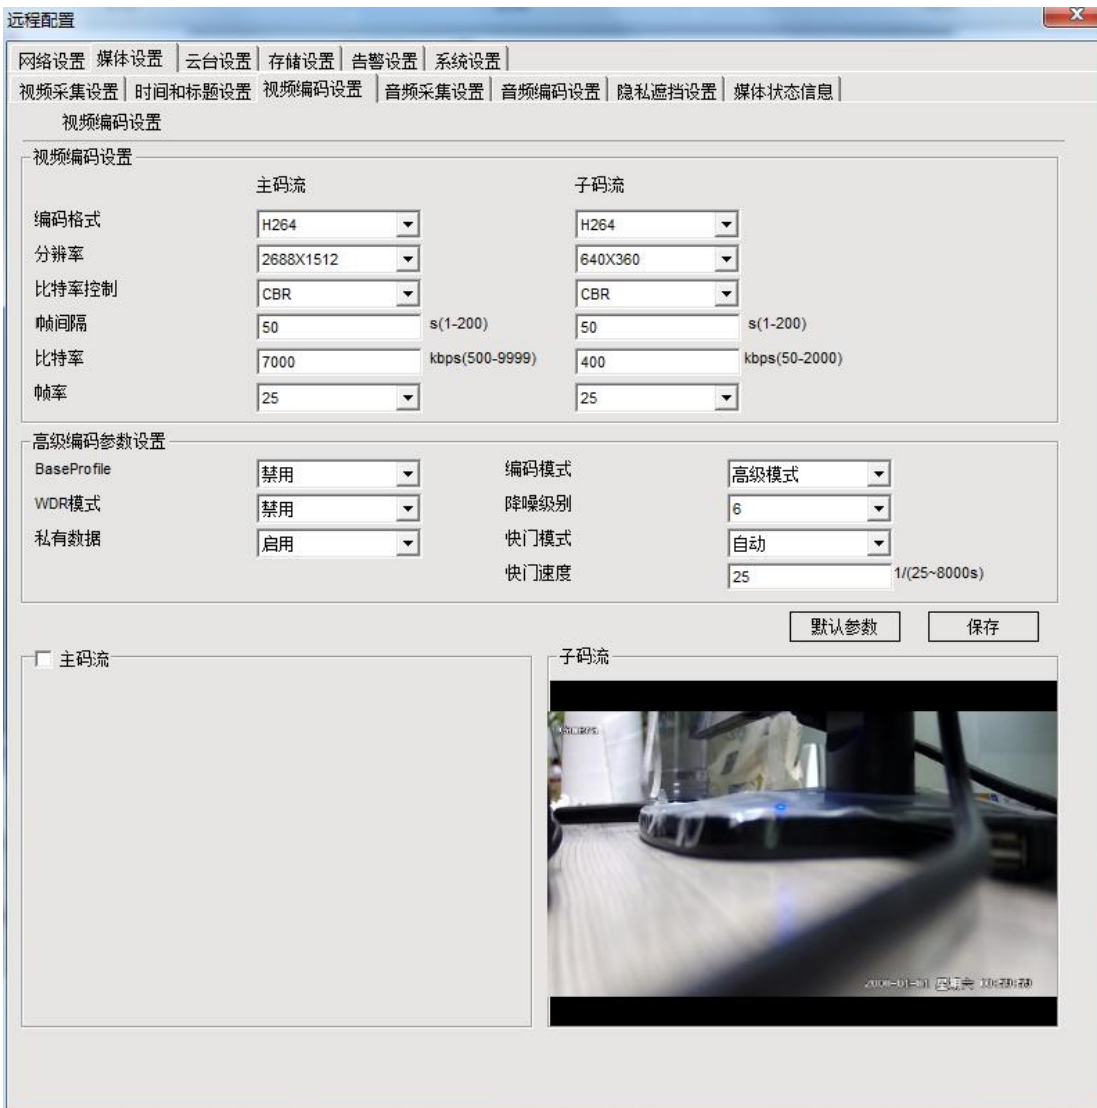 远程配置
网络设置 媒体设置 云台设置 存储设置 告警设置 系统设置
视频采集设置 时间和标题设置 视频编码设置 音频采集设置 音频编码设置 隐私遮挡设置 媒体状态信息
视频编码设置
视频编码设置
主码流 子码流
编码格式 H264 H264
分辨率 2688X1512 640X360
比特率控制 CBR CBR
帧间隔 50 s(1-200) 50 s(1-200)
比特率 7000 kbps(500-9999) 400 kbps(50-2000)
帧率 25 25
高级编码参数设置
BaseProfile 禁用 编码模式 高级模式
WDR模式 禁用 降噪级别 6
私有数据 启用 快门模式 自动
快门速度 25 1/(25~8000s)
默认参数 保存
主码流 子码流
星期六